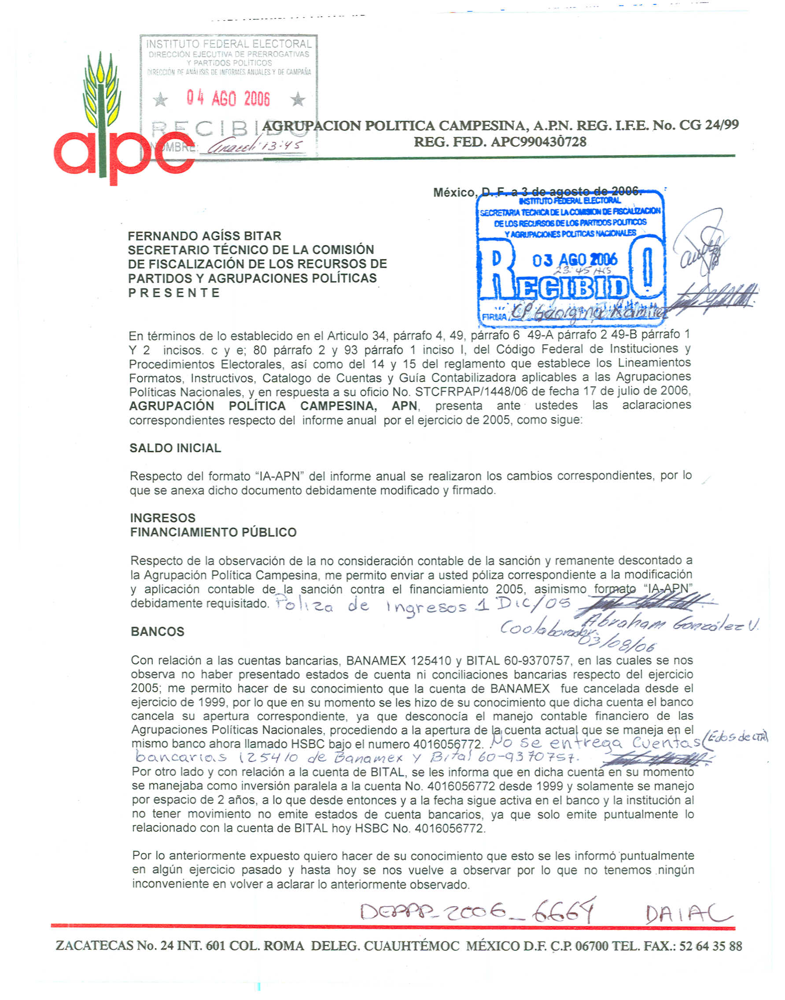 INSTITUTO FEDERAL ELECTORAL
DIRECCIÓN EJECUTIVA DE PRERROGATIVAS
Y PARTIDOS POLÍTICOS
DIRECCIÓN DE ANÁLISIS DE INFORMES ANUALES Y DE CAMPAÑA
04 AGO 2006
RECIBIDO
NOMBRE: Araceli 13:45
apc
AGRUPACION POLITICA CAMPESINA, A.P.N. REG. I.F.E. No. CG 24/99
REG. FED. APC990430728
México, D. F. a 3 de agosto de 2006.
INSTITUTO FEDERAL ELECTORAL
SECRETARIA TECNICA DE LA COMISION DE FISCALIZACION
DE LOS RECURSOS DE LOS PARTIDOS POLITICOS
Y AGRUPACIONES POLITICAS NACIONALES
03 AGO 2006
23:45 HRS
RECIBIDO
FIRMA CP Georgina Ramírez
FERNANDO AGÍSS BITAR
SECRETARIO TÉCNICO DE LA COMISIÓN
DE FISCALIZACIÓN DE LOS RECURSOS DE
PARTIDOS Y AGRUPACIONES POLÍTICAS
P R E S E N T E
En términos de lo establecido en el Articulo 34, párrafo 4, 49, párrafo 6 49-A párrafo 2 49-B párrafo 1
Y 2 incisos. c y e; 80 párrafo 2 y 93 párrafo 1 inciso l, del Código Federal de Instituciones y
Procedimientos Electorales, así como del 14 y 15 del reglamento que establece los Lineamientos
Formatos, Instructivos, Catalogo de Cuentas y Guía Contabilizadora aplicables a las Agrupaciones
Políticas Nacionales, y en respuesta a su oficio No. STCFRPAP/1448/06 de fecha 17 de julio de 2006,
AGRUPACIÓN POLÍTICA CAMPESINA, APN, presenta ante ustedes las aclaraciones
correspondientes respecto del informe anual por el ejercicio de 2005, como sigue:
SALDO INICIAL
Respecto del formato “IA-APN” del informe anual se realizaron los cambios correspondientes, por lo
que se anexa dicho documento debidamente modificado y firmado.
INGRESOS
FINANCIAMIENTO PÚBLICO
Respecto de la observación de la no consideración contable de la sanción y remanente descontado a
la Agrupación Política Campesina, me permito enviar a usted póliza correspondiente a la modificación
y aplicación contable de la sanción contra el financiamiento 2005, asimismo formato “IA-APN”
debidamente requisitado. Poliza de Ingresos 1 Dic/05
Abraham González V.
Coolaborador.
03/08/06
BANCOS
Con relación a las cuentas bancarias, BANAMEX 125410 y BITAL 60-9370757, en las cuales se nos
observa no haber presentado estados de cuenta ni conciliaciones bancarias respecto del ejercicio
2005; me permito hacer de su conocimiento que la cuenta de BANAMEX fue cancelada desde el
ejercicio de 1999, por lo que en su momento se les hizo de su conocimiento que dicha cuenta el banco
cancela su apertura correspondiente, ya que desconocía el manejo contable financiero de las
Agrupaciones Políticas Nacionales, procediendo a la apertura de la cuenta actual que se maneja en el
mismo banco ahora llamado HSBC bajo el numero 4016056772. No se entrega Cuentas (Edos de CTA)
bancarias 125410 de Banamex y Bital 60-9370757.
Por otro lado y con relación a la cuenta de BITAL, se les informa que en dicha cuenta en su momento
se manejaba como inversión paralela a la cuenta No. 4016056772 desde 1999 y solamente se manejo
por espacio de 2 años, a lo que desde entonces y a la fecha sigue activa en el banco y la institución al
no tener movimiento no emite estados de cuenta bancarios, ya que solo emite puntualmente lo
relacionado con la cuenta de BITAL hoy HSBC No. 4016056772.
Por lo anteriormente expuesto quiero hacer de su conocimiento que esto se les informó puntualmente
en algún ejercicio pasado y hasta hoy se nos vuelve a observar por lo que no tenemos ningún
inconveniente en volver a aclarar lo anteriormente observado.
DEPPP-2006-6664 DAIAC
ZACATECAS No. 24 INT. 601 COL. ROMA DELEG. CUAUHTÉMOC MÉXICO D.F. C.P. 06700 TEL. FAX.: 52 64 35 88